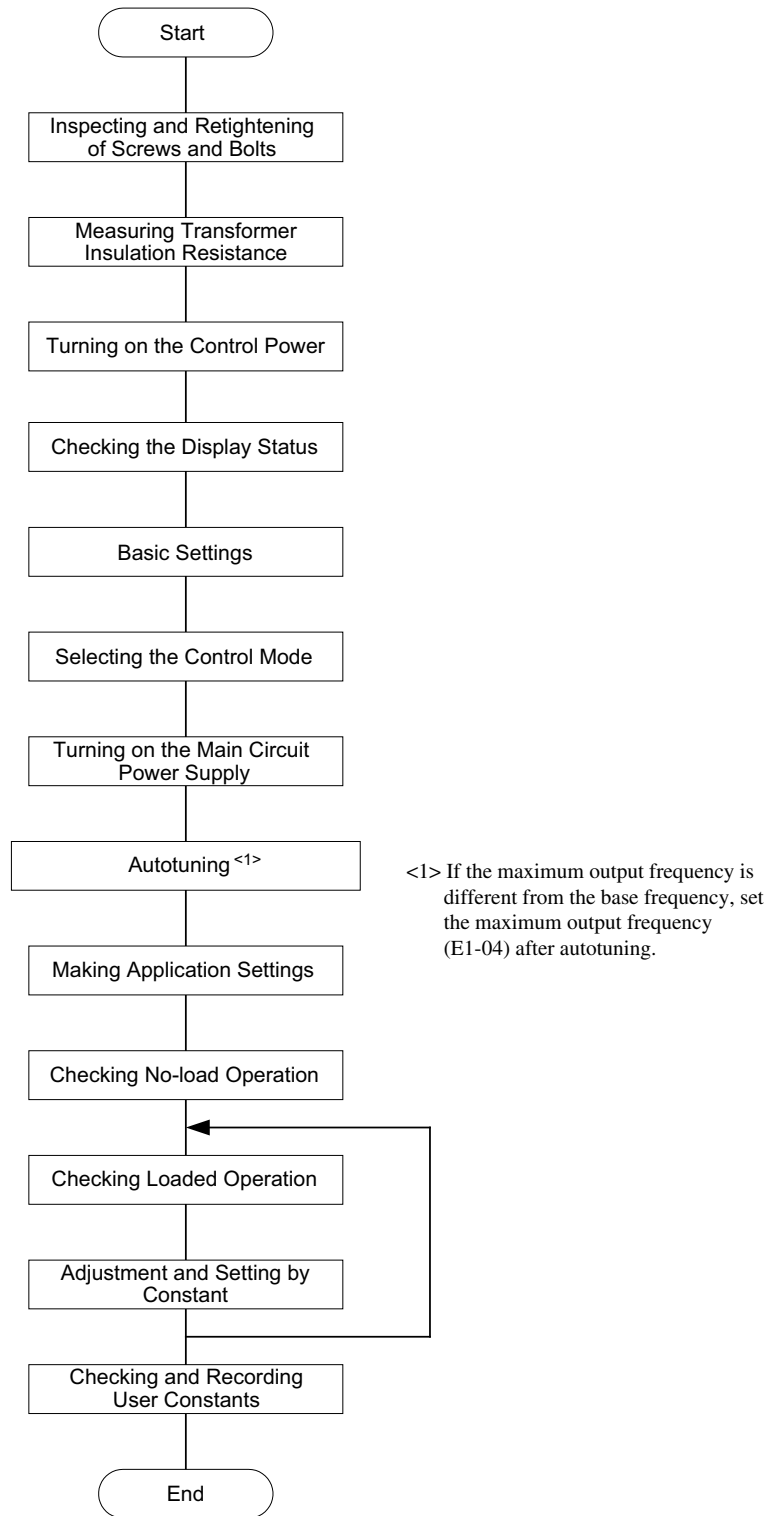 Start
Inspecting and Retightening
of Screws and Bolts
Measuring Transformer
Insulation Resistance
Turning on the Control Power
Checking the Display Status
Basic Settings
Selecting the Control Mode
Turning on the Main Circuit
Power Supply
Autotuning <1>
<1> If the maximum output frequency is
different from the base frequency, set
the maximum output frequency
(E1-04) after autotuning.
Making Application Settings
Checking No-load Operation
Checking Loaded Operation
Adjustment and Setting by
Constant
Checking and Recording
User Constants
End